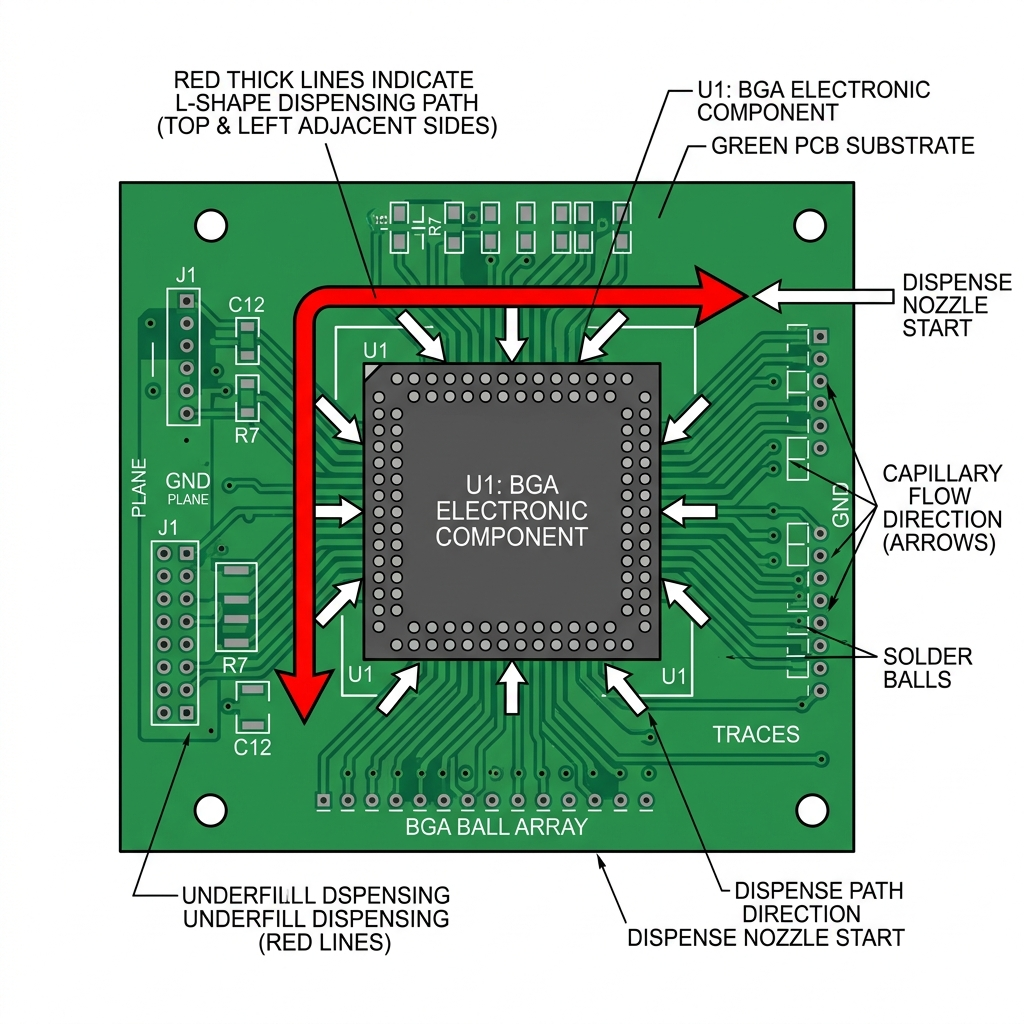 RED THICK LINES INDICATE
L-SHAPE DISPENSING PATH
(TOP & LEFT ADJACENT SIDES)
U1: BGA ELECTRONIC
COMPONENT
GREEN PCB SUBSTRATE
R7
J1
C12
DISPENSE
NOZZLE
START
U1
R7
PLANE
GND
PLANE
J1
U1: BGA
ELECTRONIC
COMPONENT
CAPILLARY
FLOW
DIRECTION
(ARROWS)
GND
R7
U1
U1
SOLDER
BALLS
C12
TRACES
BGA BALL ARRAY
UNDERFILLL DSPENSING
UNDERFILL DISPENSING
(RED LINES)
DISPENSE PATH
DIRECTION
DISPENSE NOZZLE START